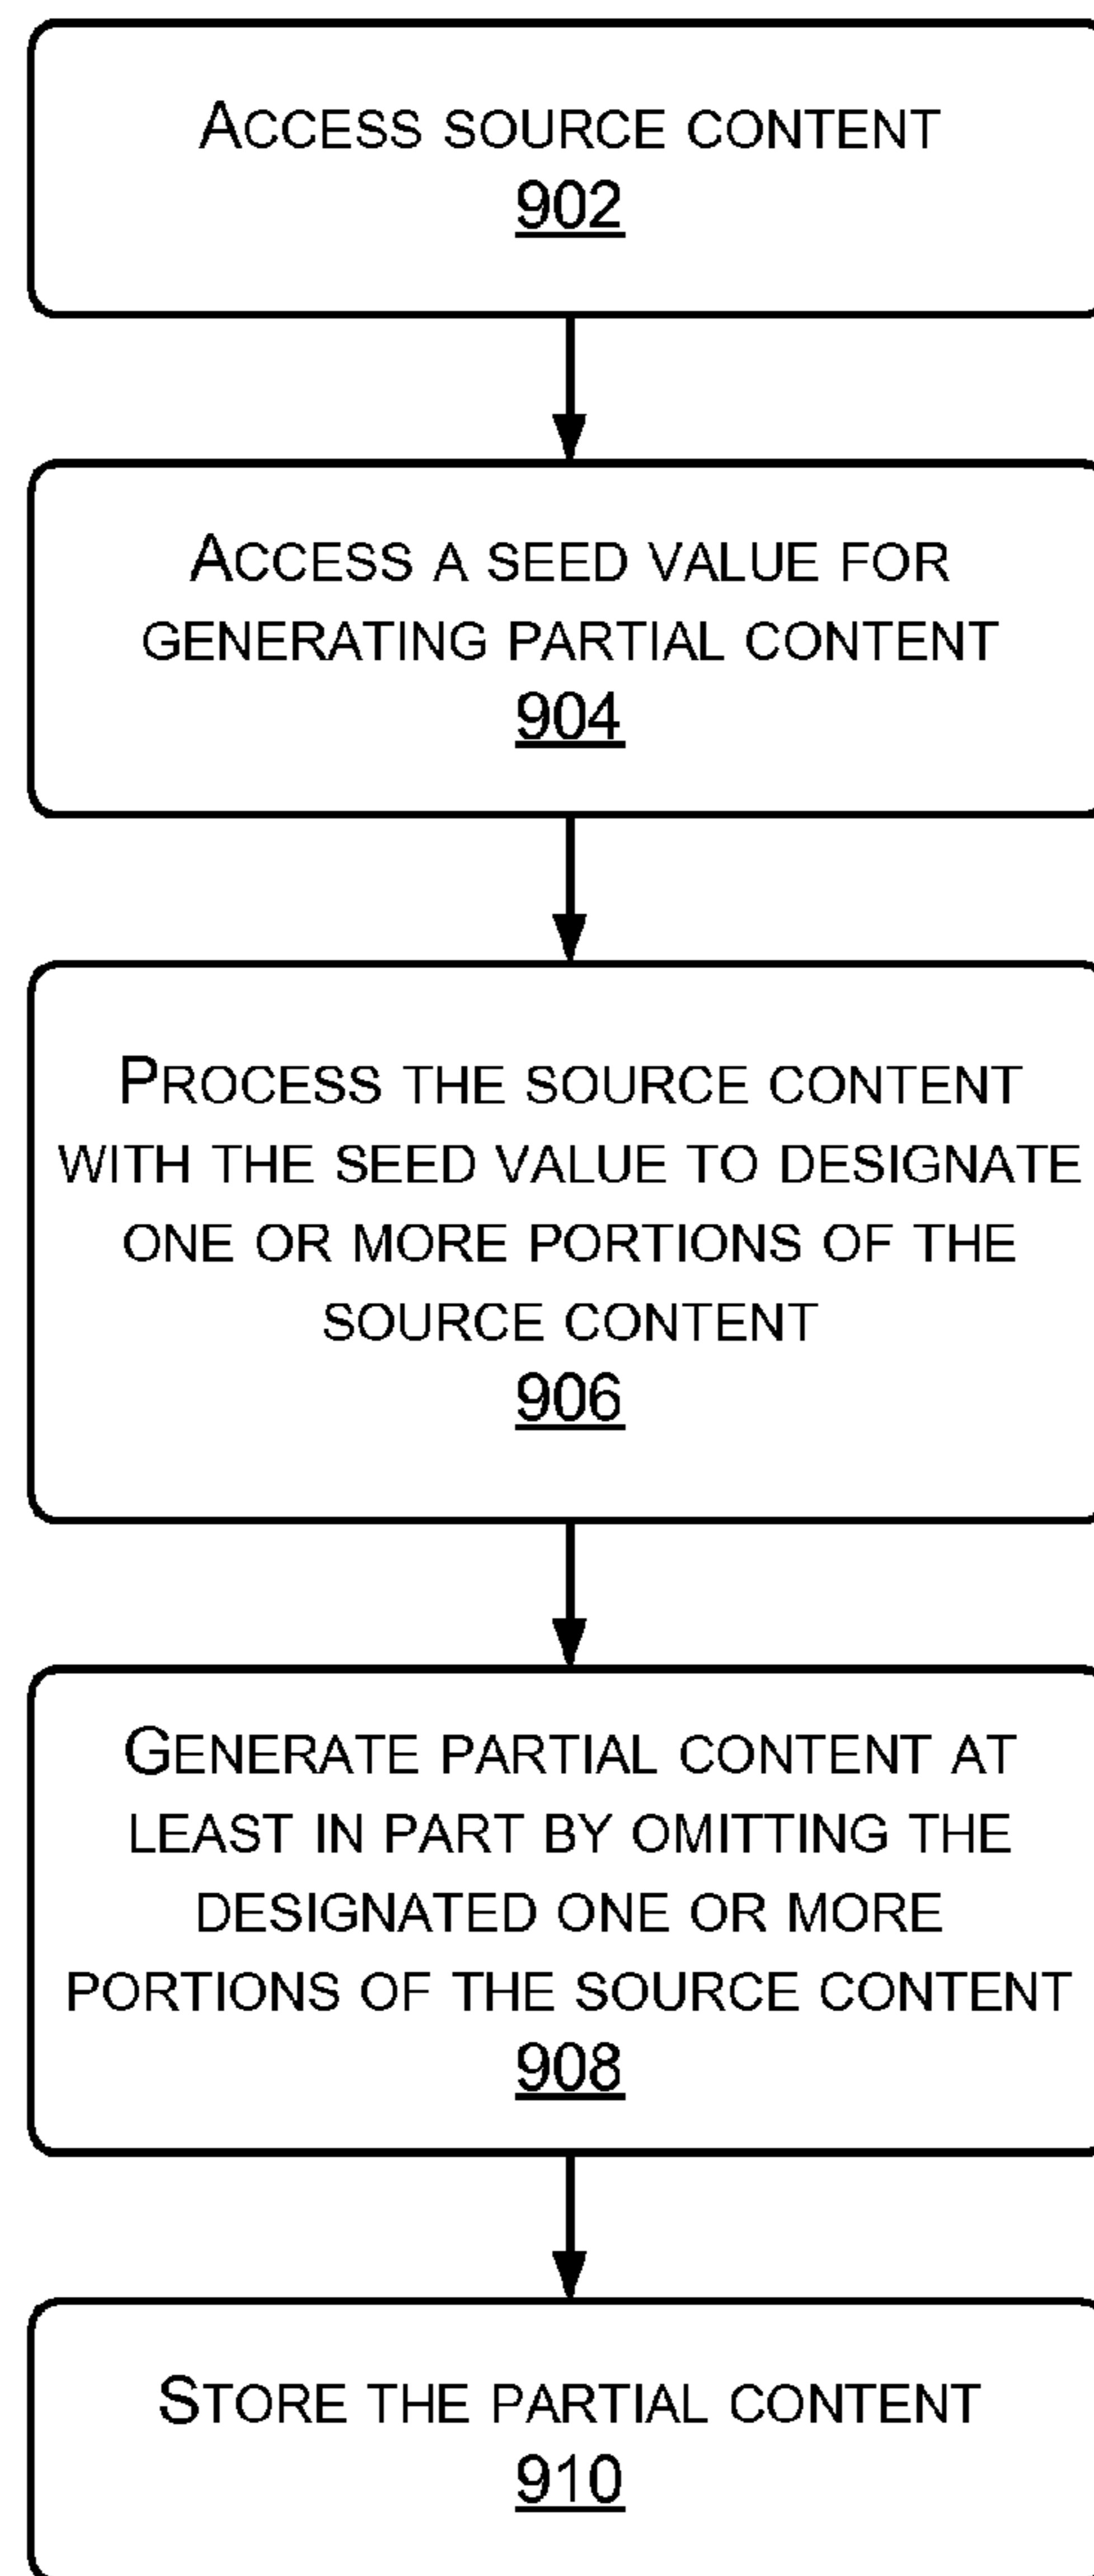 ACCESS SOURCE CONTENT
902
ACCESS A SEED VALUE FOR
GENERATING PARTIAL CONTENT
904
PROCESS THE SOURCE CONTENT
WITH THE SEED VALUE TO DESIGNATE
ONE OR MORE PORTIONS OF THE
SOURCE CONTENT
906
GENERATE PARTIAL CONTENT AT
LEAST IN PART BY OMITTING THE
DESIGNATED ONE OR MORE
PORTIONS OF THE SOURCE CONTENT
908
STORE THE PARTIAL CONTENT
910